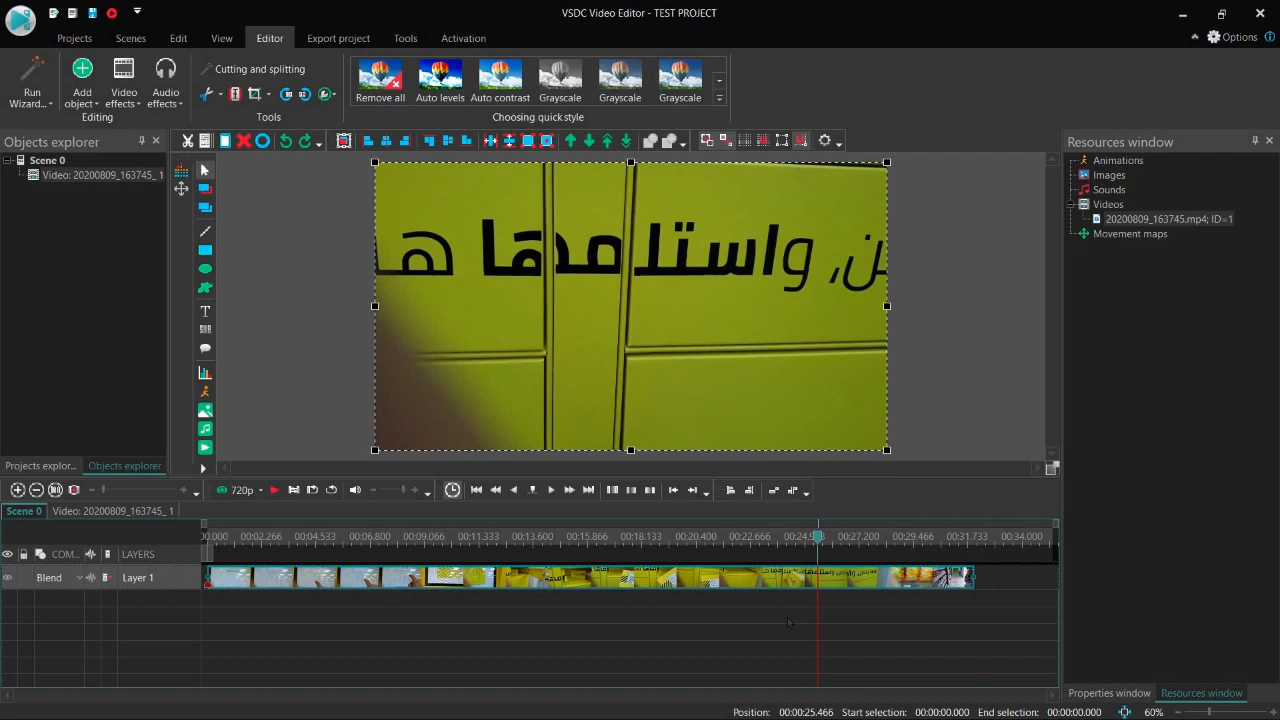 VSDC Video Editor - TEST PROJECT
Projects
Scenes
Edit
View
Editor
Export project
Tools
Activation
Options
Run Wizard...
Add object
Video effects
Audio effects
Editing
Cutting and splitting
Tools
Remove all
Auto levels
Auto contrast
Grayscale
Grayscale
Grayscale
Choosing quick style
Objects explorer
Scene 0
Video: 20200809_163745_ 1
Projects explor...
Objects explorer
واستلمها
Resources window
Animations
Images
Sounds
Videos
20200809_163745.mp4; ID=1
Movement maps
720p
Scene 0
Video: 20200809_163745_ 1
0:00.000 00:02.266 00:04.533 00:06.800 00:09.066 00:11.333 00:13.600 00:15.866 00:18.133 00:20.400 00:22.666 00:27.200 00:29.466 00:31.733 00:34.000
COM...
LAYERS
Blend
Layer 1
Properties window
Resources window
Position: 00:00:25.466 Start selection: 00:00:00.000 End selection: 00:00:00.000 60%